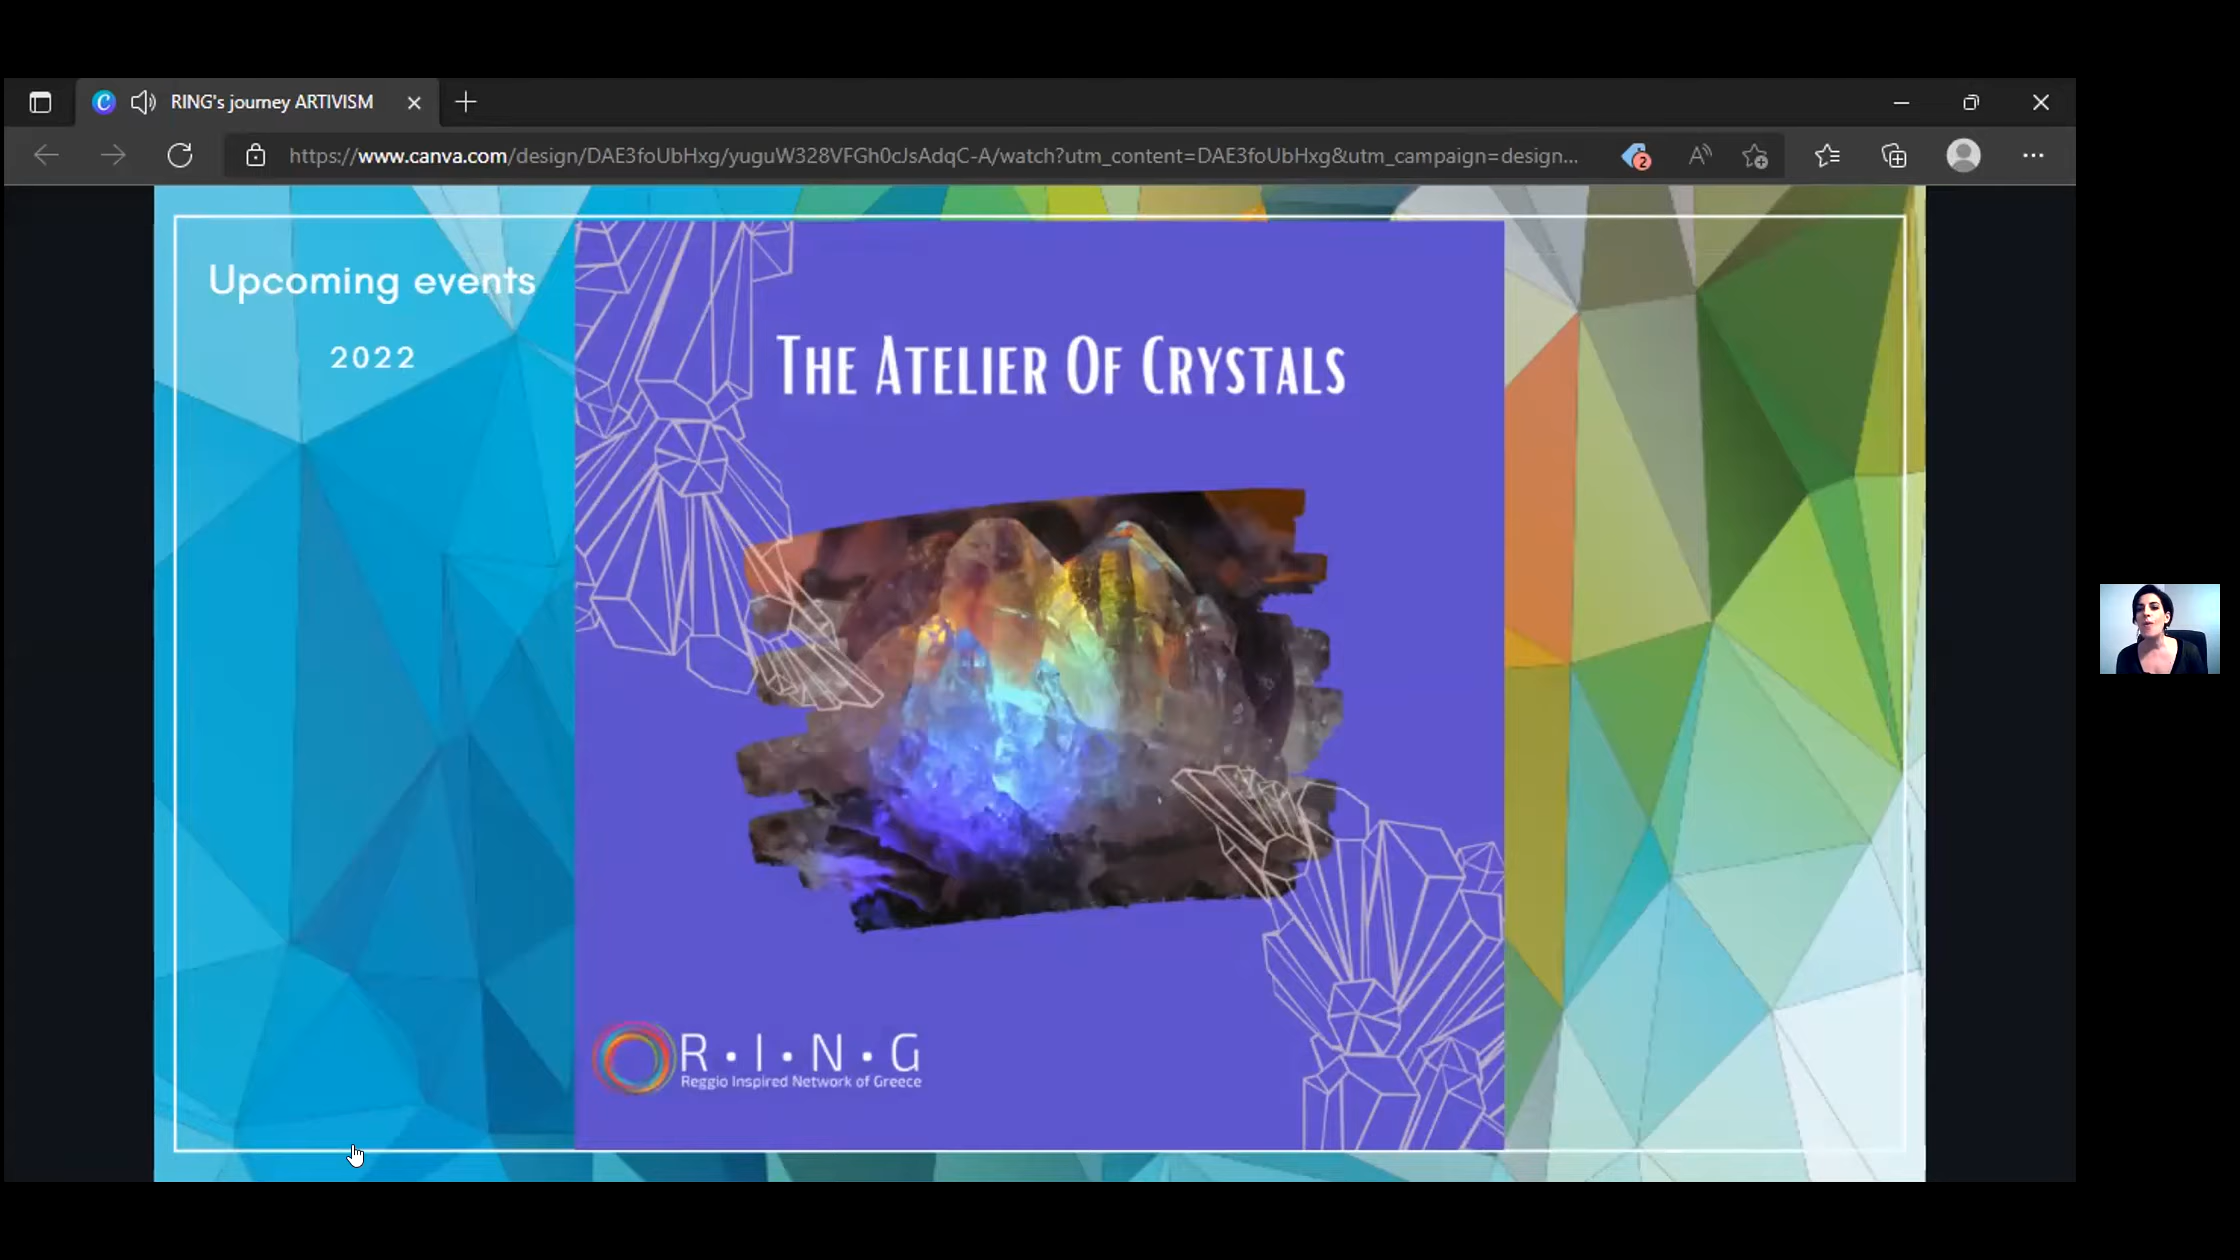 RING's journey ARTIVISM
https://www.canva.com/design/DAE3foUbHxg/yuguW328VFGh0cJsAdqC-A/watch?utm_content=DAE3foUbHxg&utm_campaign=design...
2
Upcoming events
2022
The Atelier Of Crystals
R•I•N•G
Reggio Inspired Network of Greece